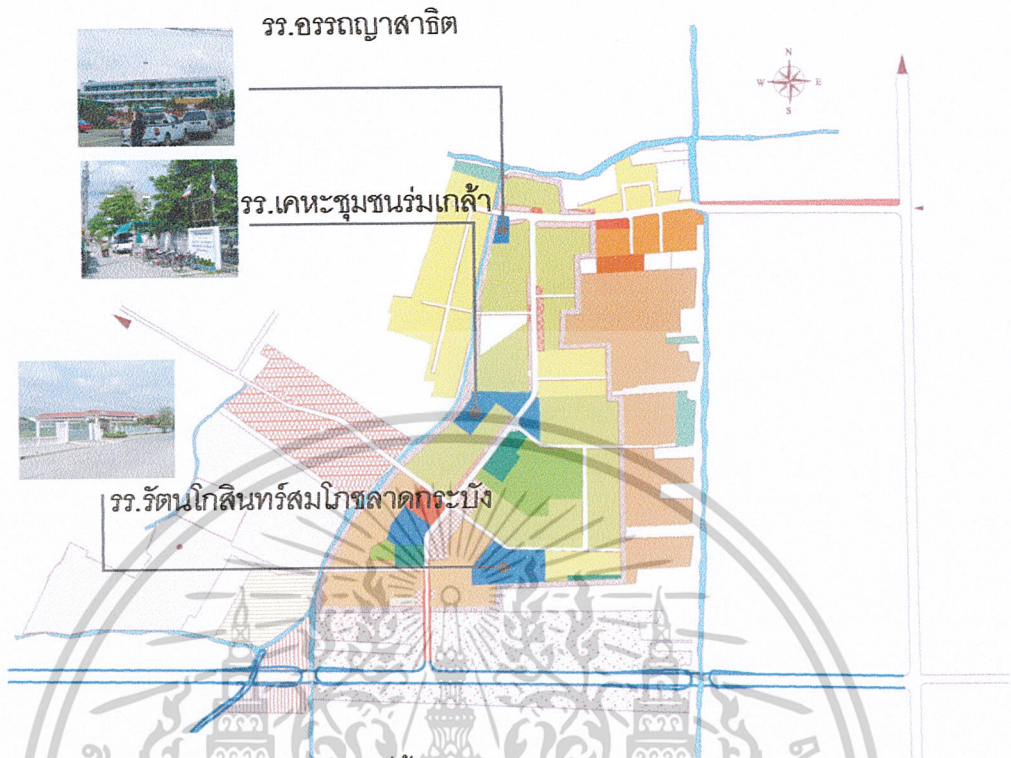 รร.อรรถญาสาธิต
N
W E
S
รร.เคหะชุมชนร่มเกล้า
รร.รัตนโกสินทร์สมโภชลาดกระบัง